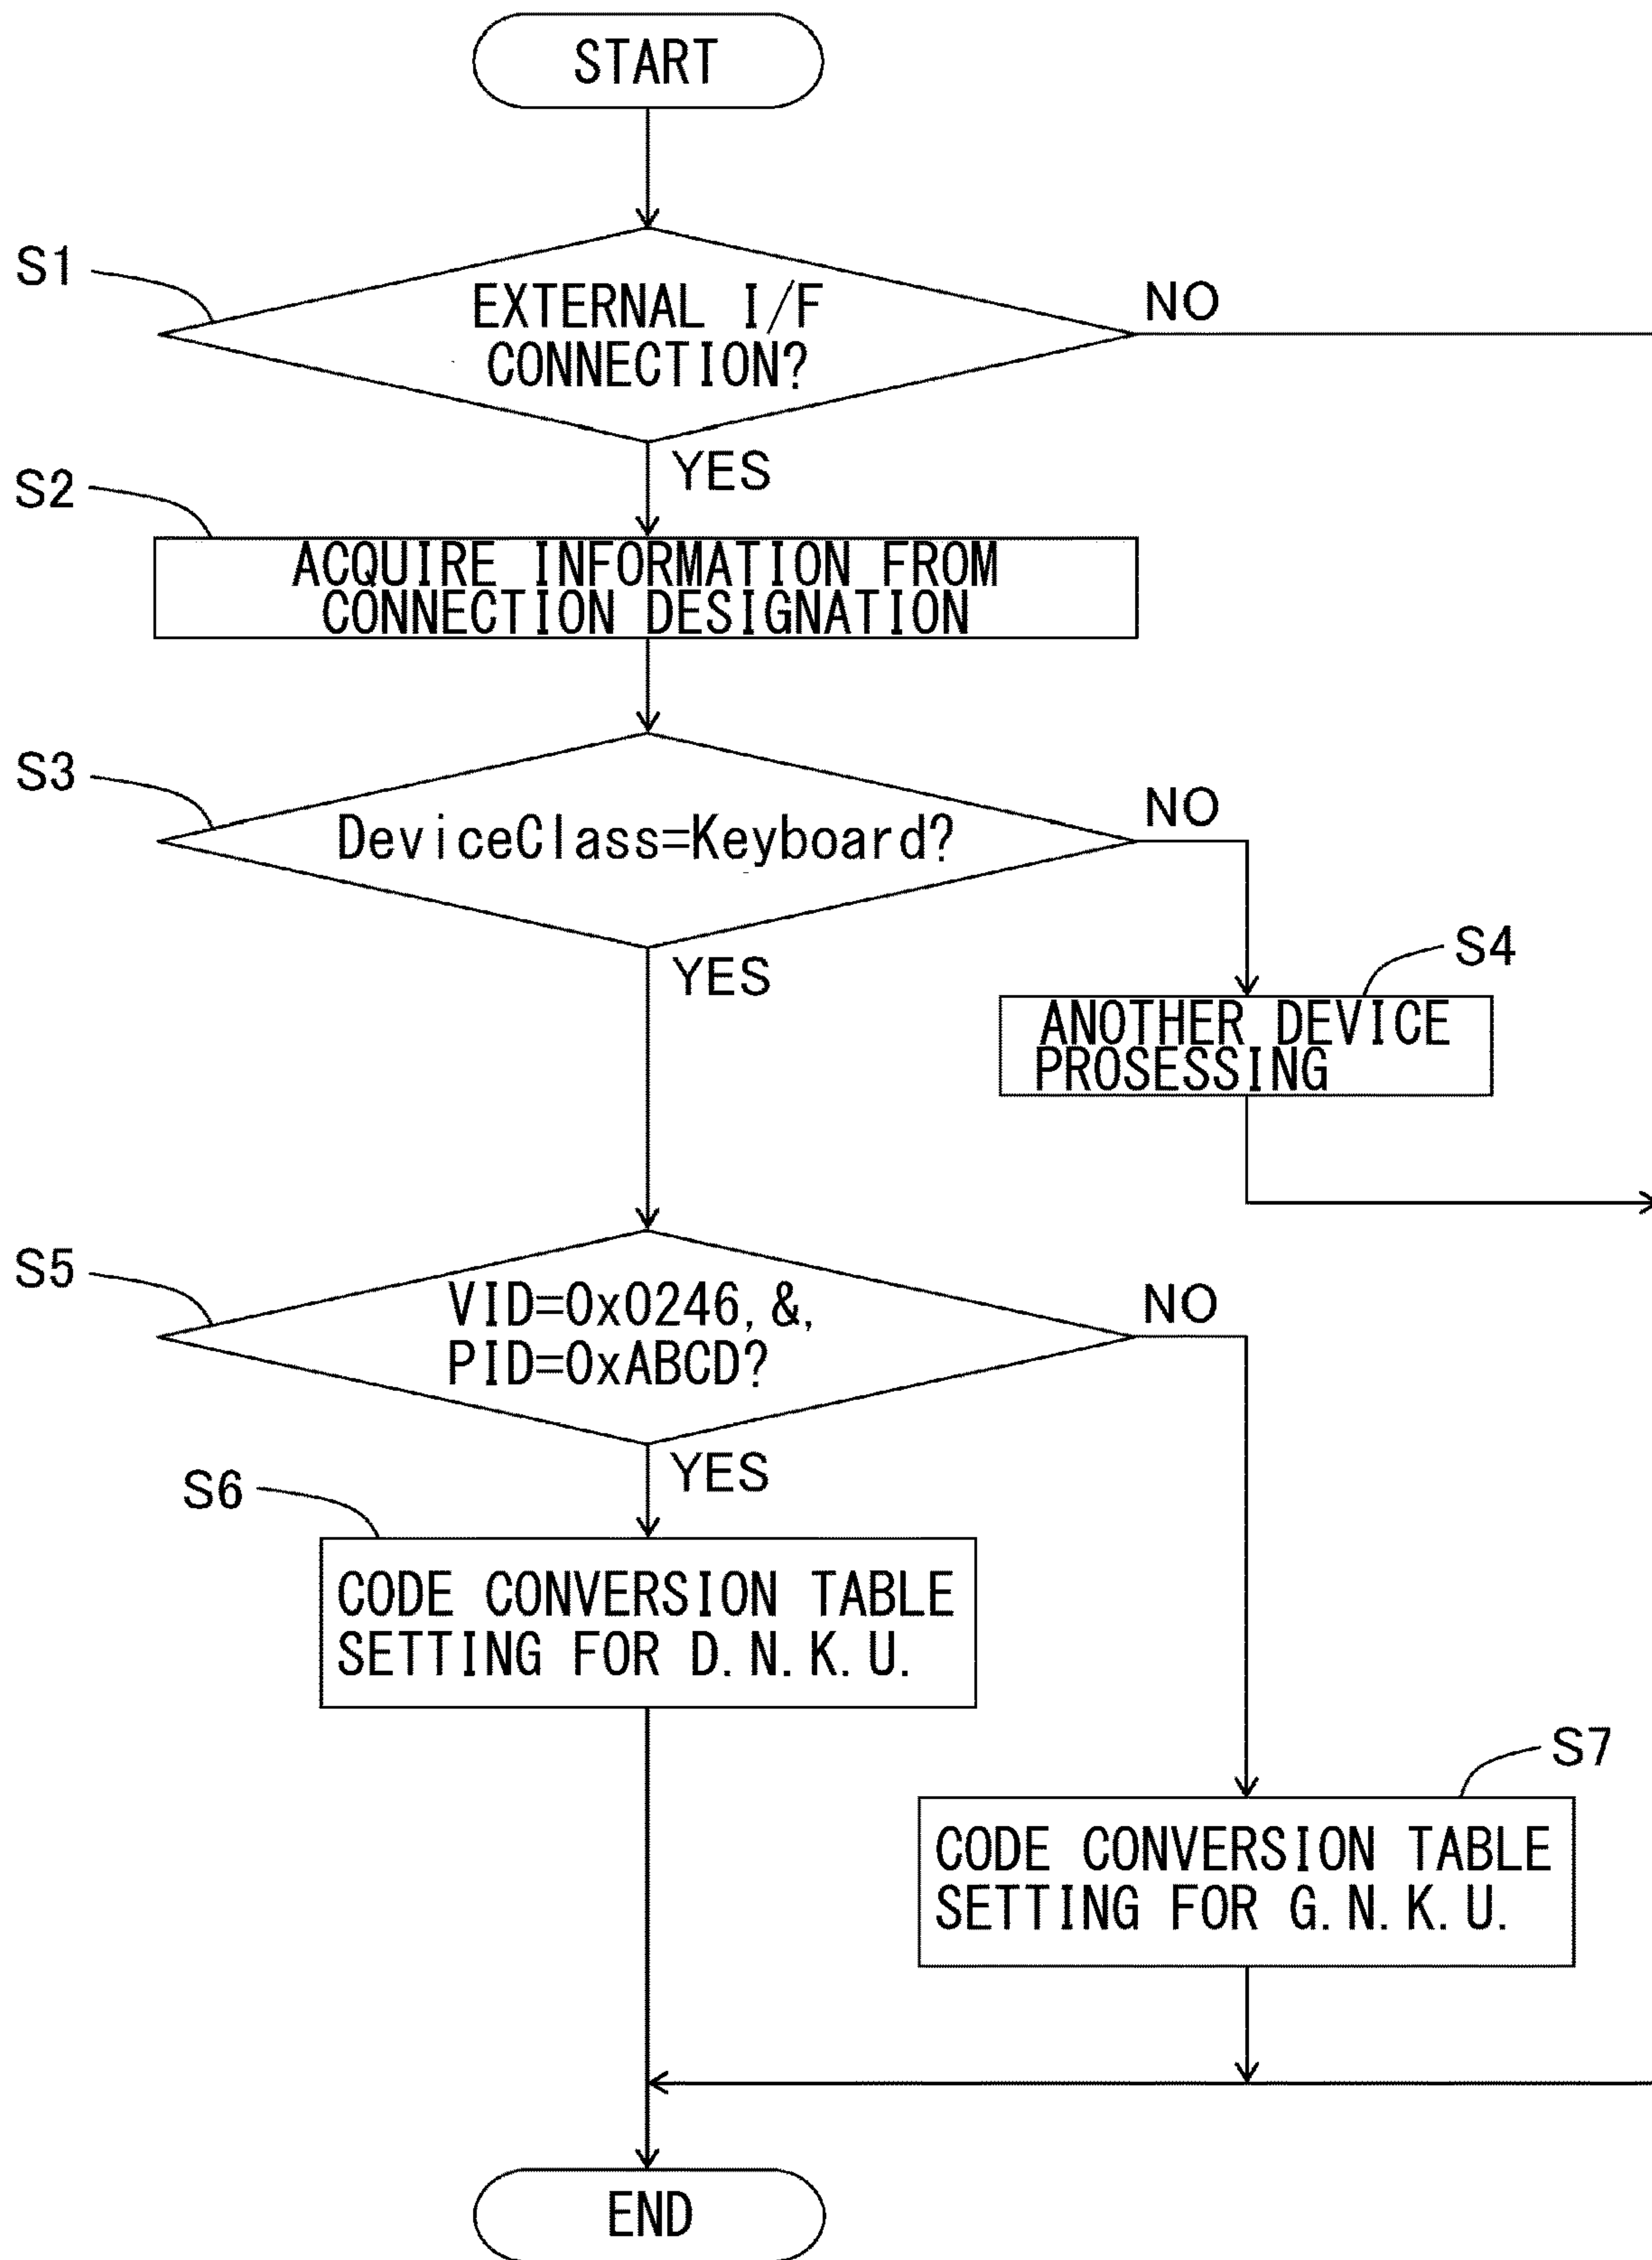 START
S1
EXTERNAL I/F
CONNECTION?
NO
YES
S2
ACQUIRE INFORMATION FROM
CONNECTION DESIGNATION
S3
DeviceClass=Keyboard?
NO
YES
S4
ANOTHER DEVICE
PROSESSING
S5
VID=0x0246,&,
PID=0xABCD?
NO
YES
S6
CODE CONVERSION TABLE
SETTING FOR D.N.K.U.
S7
CODE CONVERSION TABLE
SETTING FOR G.N.K.U.
END